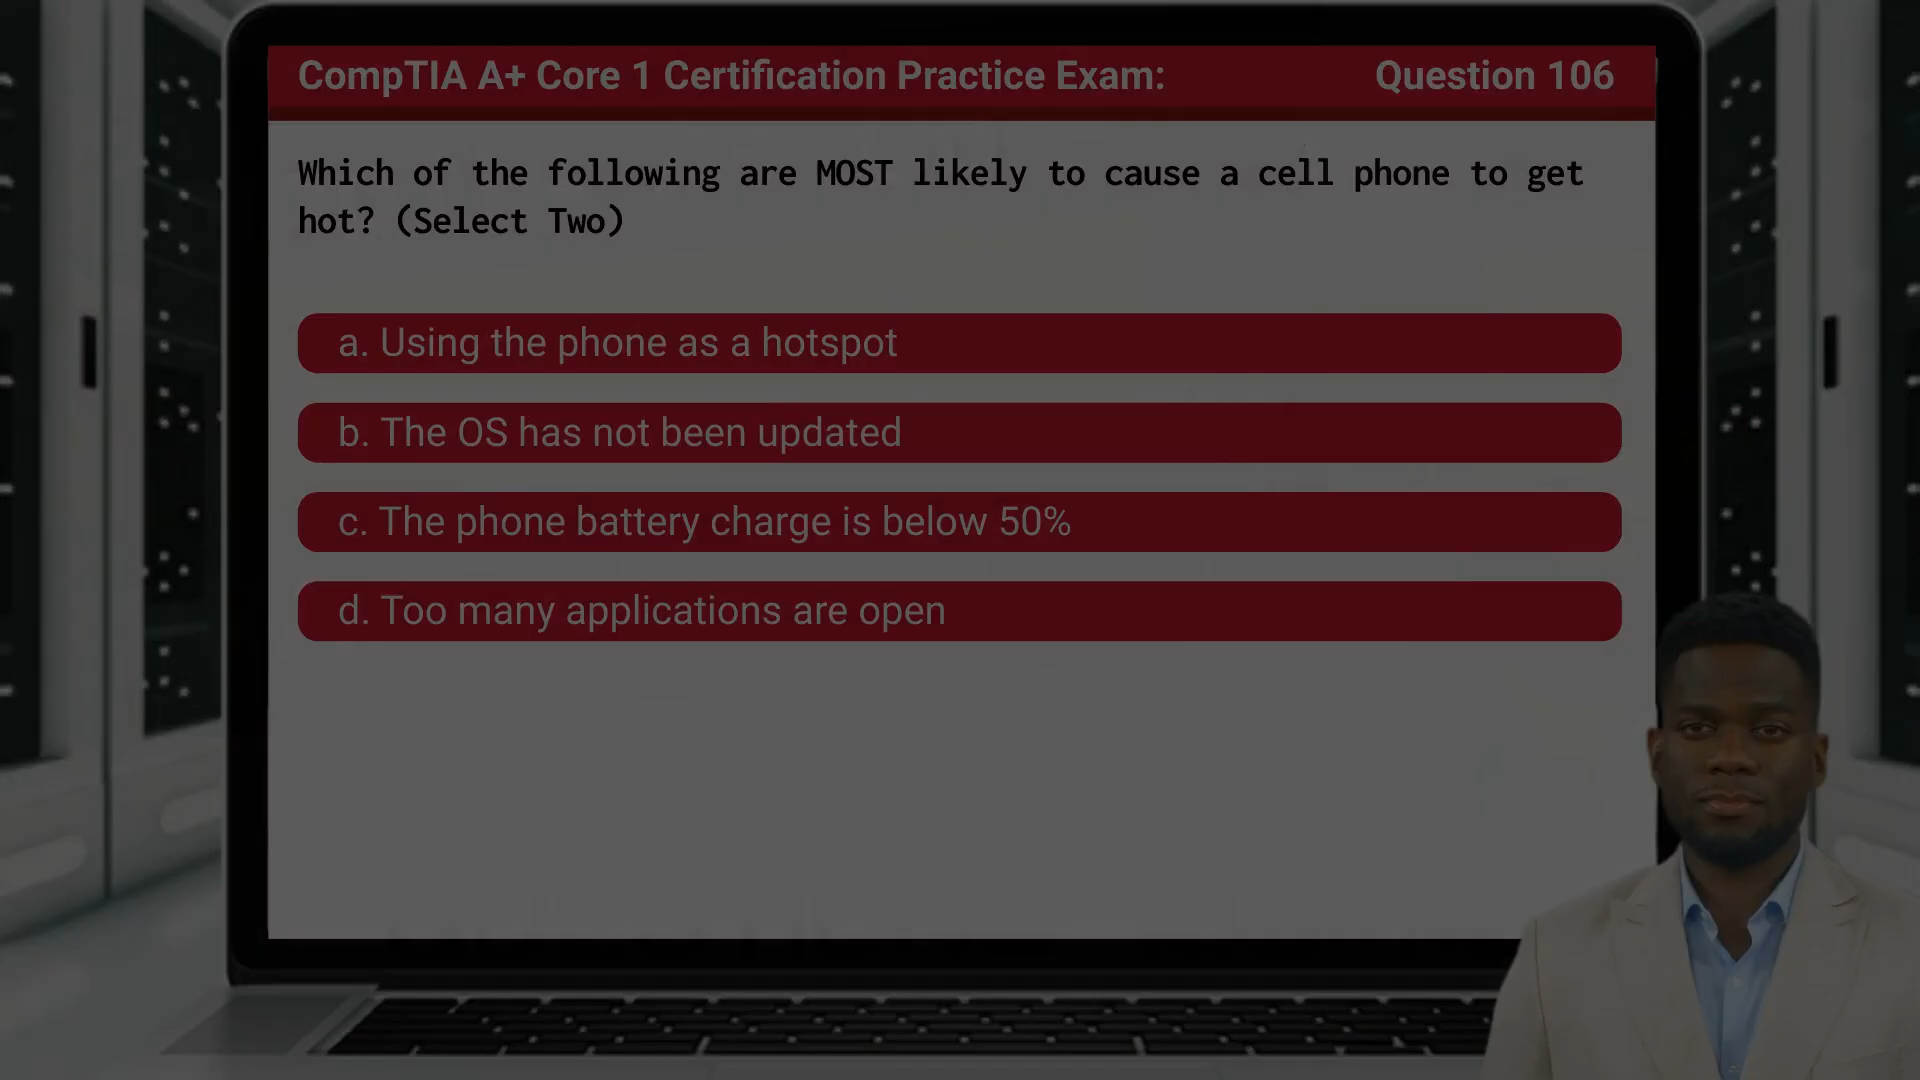 CompTIA A+ Core 1 Certification Practice Exam: Question 106
Which of the following are MOST likely to cause a cell phone to get
hot? (Select Two)
a. Using the phone as a hotspot
b. The OS has not been updated
c. The phone battery charge is below 50%
d. Too many applications are open